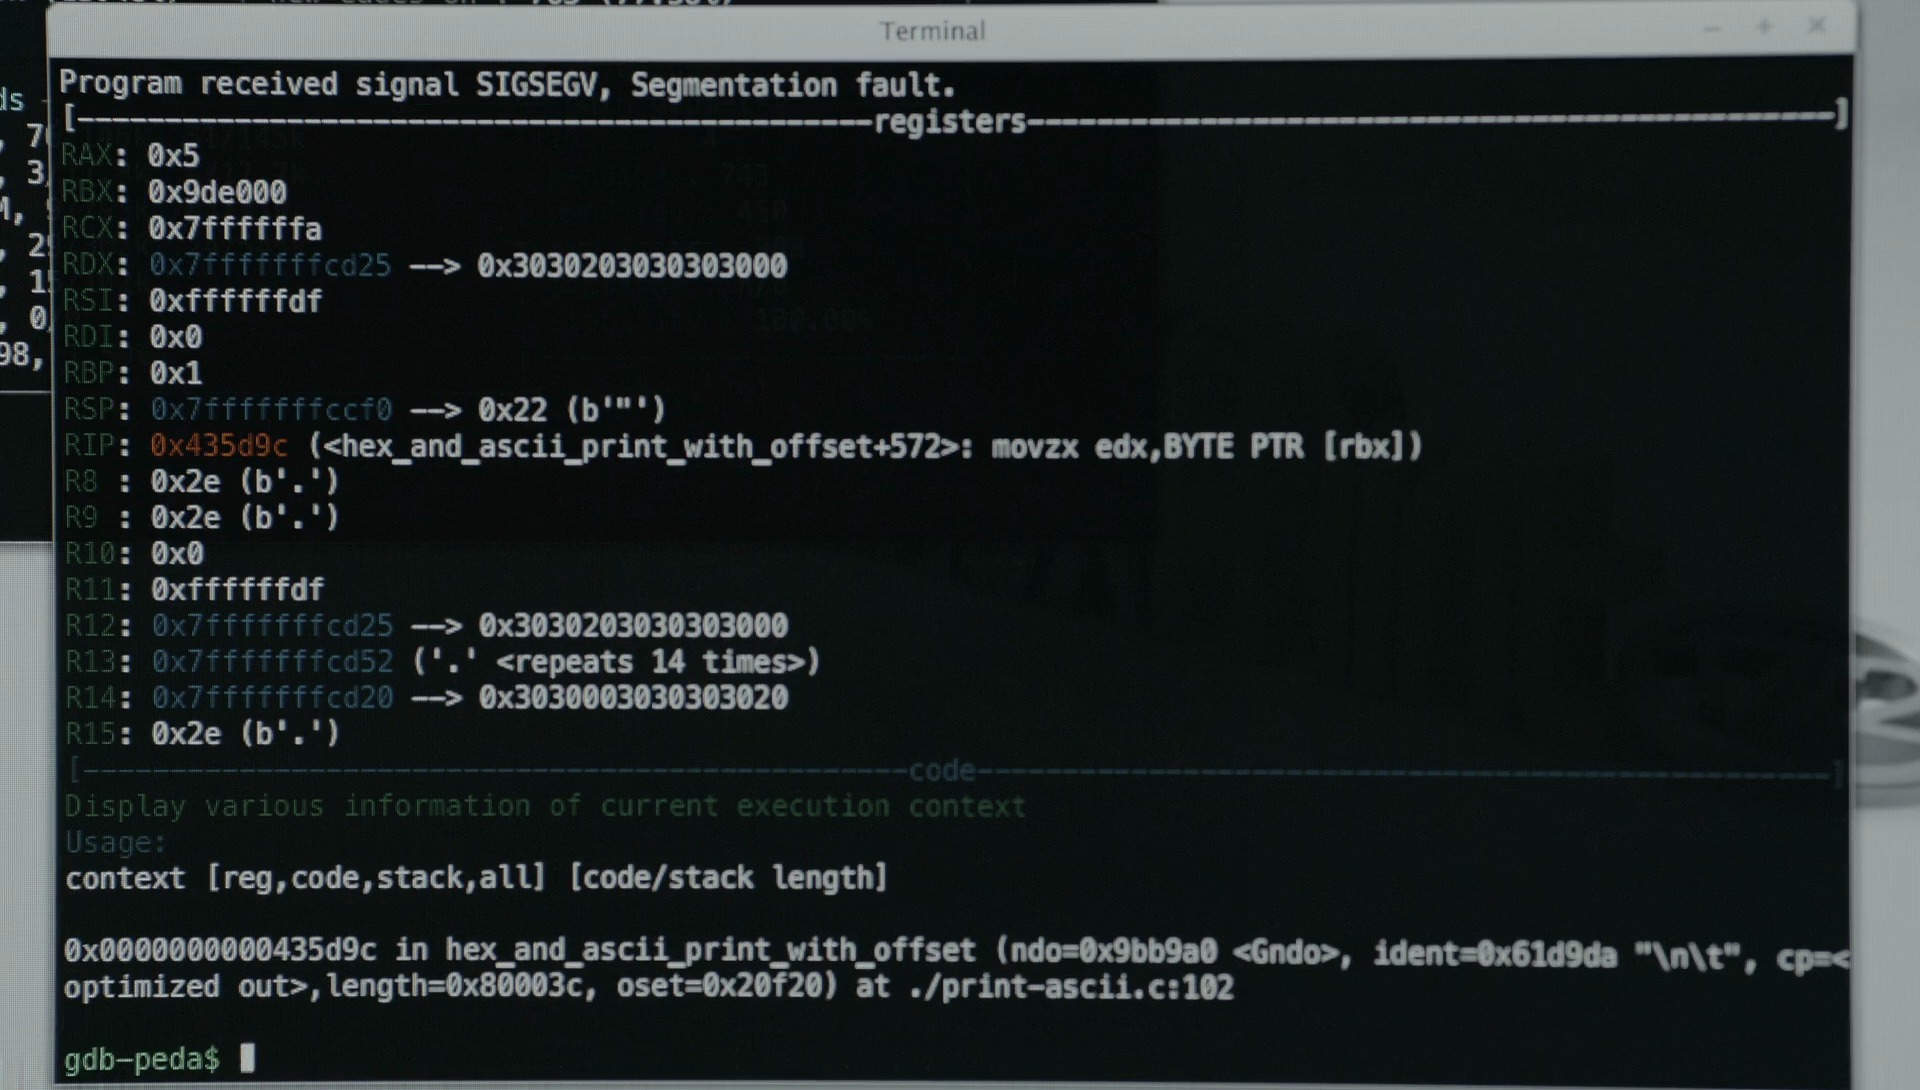 Terminal
Program received signal SIGSEGV, Segmentation fault.
[----------------------------------------------registers-----------------------------------------------]
RAX: 0x5
RBX: 0x9de000
RCX: 0x7ffffffa
RDX: 0x7fffffffcd25 --> 0x3030203030303000
RSI: 0xffffffdf
RDI: 0x0
RBP: 0x1
RSP: 0x7fffffffccf0 --> 0x22 (b'"')
RIP: 0x435d9c (<hex_and_ascii_print_with_offset+572>: movzx edx,BYTE PTR [rbx])
R8 : 0x2e (b'.')
R9 : 0x2e (b'.')
R10: 0x0
R11: 0xffffffdf
R12: 0x7fffffffcd25 --> 0x3030203030303000
R13: 0x7fffffffcd52 ('.' <repeats 14 times>)
R14: 0x7fffffffcd20 --> 0x3030003030303020
R15: 0x2e (b'.')
[------------------------------------------------code-------------------------------------------------]
Display various information of current execution context
Usage:
context [reg,code,stack,all] [code/stack length]
0x0000000000435d9c in hex_and_ascii_print_with_offset (ndo=0x9bb9a0 <Gndo>, ident=0x61d9da "\n\t", cp=<
optimized out>,length=0x80003c, oset=0x20f20) at ./print-ascii.c:102
gdb-peda$